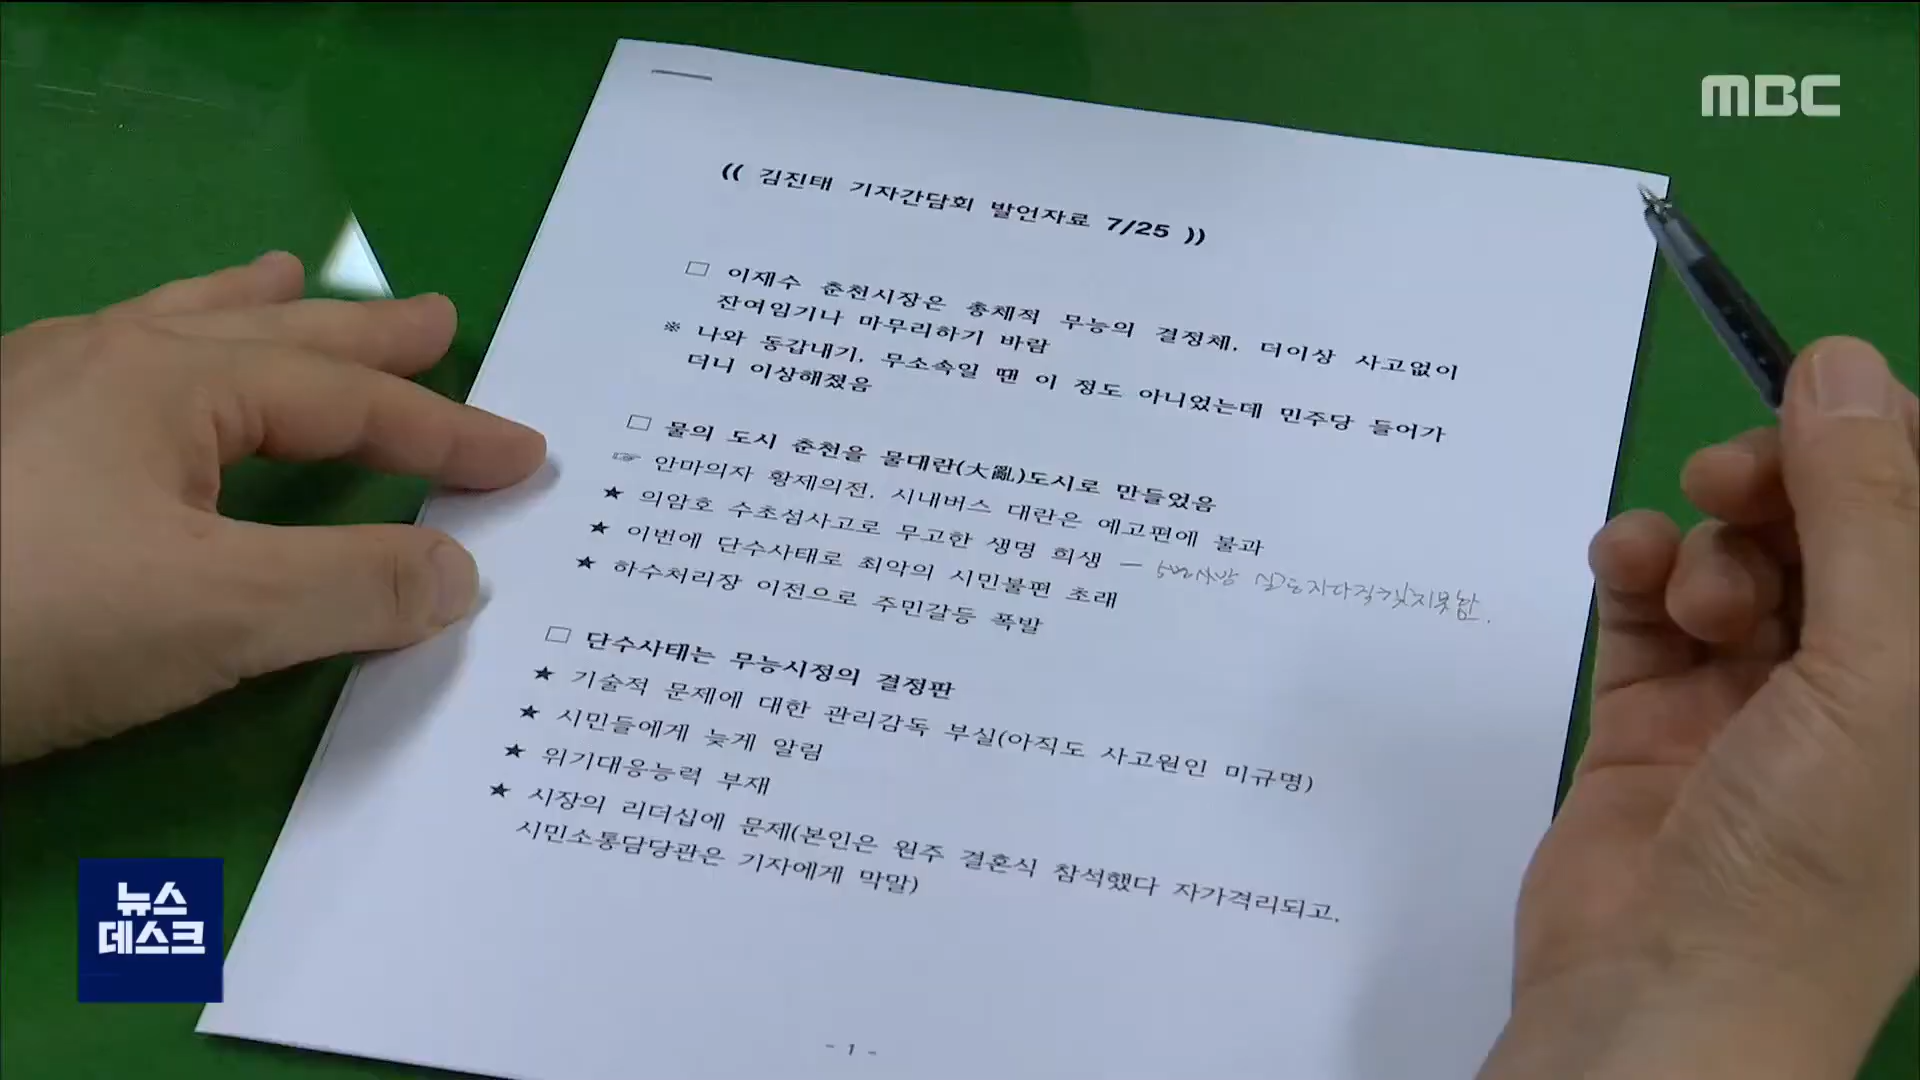 MBC
(( 김진태 기자간담회 발언자료 7/25 ))
□ 이재수 춘천시장은 총체적 무능의 결정체. 더이상 사고없이
잔여임기나 마무리하기 바람
※ 나와 동갑내기. 무소속일 땐 이 정도 아니었는데 민주당 들어가
더니 이상해졌음
□ 물의 도시 춘천을 물대란(大亂)도시로 만들었음
☞ 안마의자 황제의전. 시내버스 대란은 예고편에 불과
★ 의암호 수초섬사고로 무고한 생명 희생 –
★ 이번에 단수사태로 최악의 시민불편 초래
★ 하수처리장 이전으로 주민갈등 폭발
□ 단수사태는 무능시정의 결정판
★ 기술적 문제에 대한 관리감독 부실(아직도 사고원인 미규명)
★ 시민들에게 늦게 알림
★ 위기대응능력 부재
★ 시장의 리더십에 문제(본인은 원주 결혼식 참석했다 자가격리되고.
시민소통담당관은 기자에게 막말)
- 1 -
뉴스
데스크